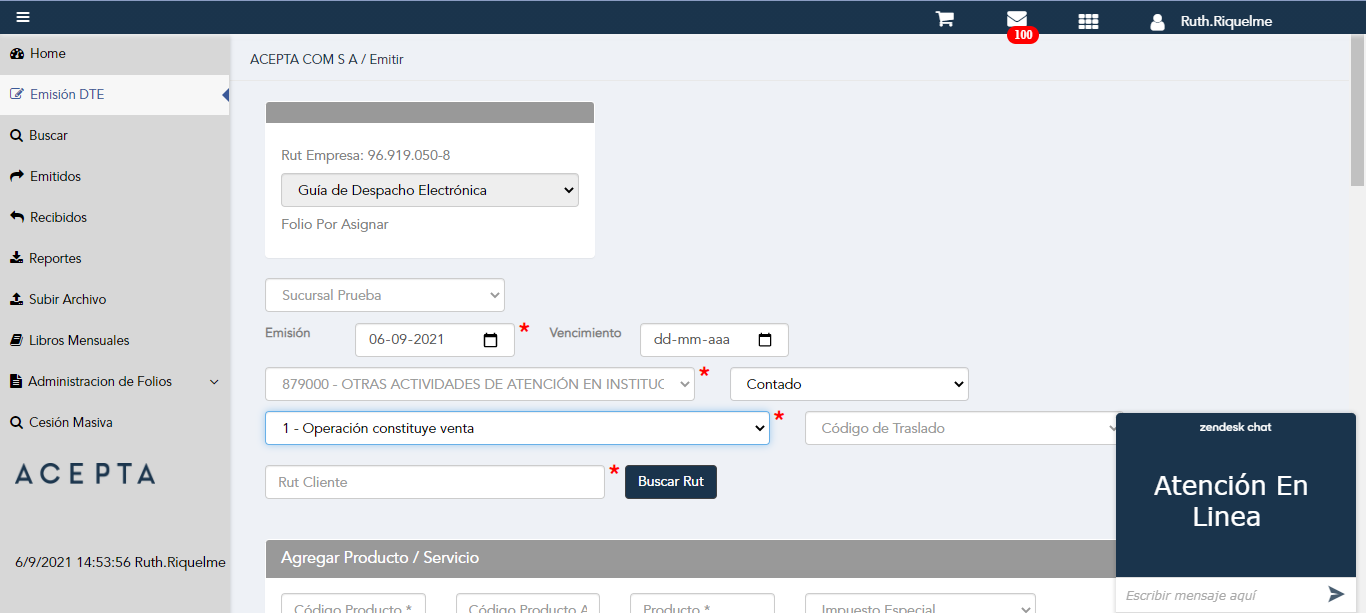 100
Ruth.Riquelme
Home
Emisión DTE
Buscar
Emitidos
Recibidos
Reportes
Subir Archivo
Libros Mensuales
Administracion de Folios
Cesión Masiva
ACEPTA
6/9/2021 14:53:56 Ruth.Riquelme
ACEPTA COM S A / Emitir
Rut Empresa: 96.919.050-8
Guía de Despacho Electrónica
Folio Por Asignar
Sucursal Prueba
Emisión 06-09-2021 * Vencimiento dd-mm-aaa
879000 - OTRAS ACTIVIDADES DE ATENCIÓN EN INSTITUC * Contado
1 - Operación constituye venta * Código de Traslado
Rut Cliente * Buscar Rut
Agregar Producto / Servicio
Código Producto * Código Producto A Producto * Impuesto Especial
zendesk chat
Atención En
Linea
Escribir mensaje aquí